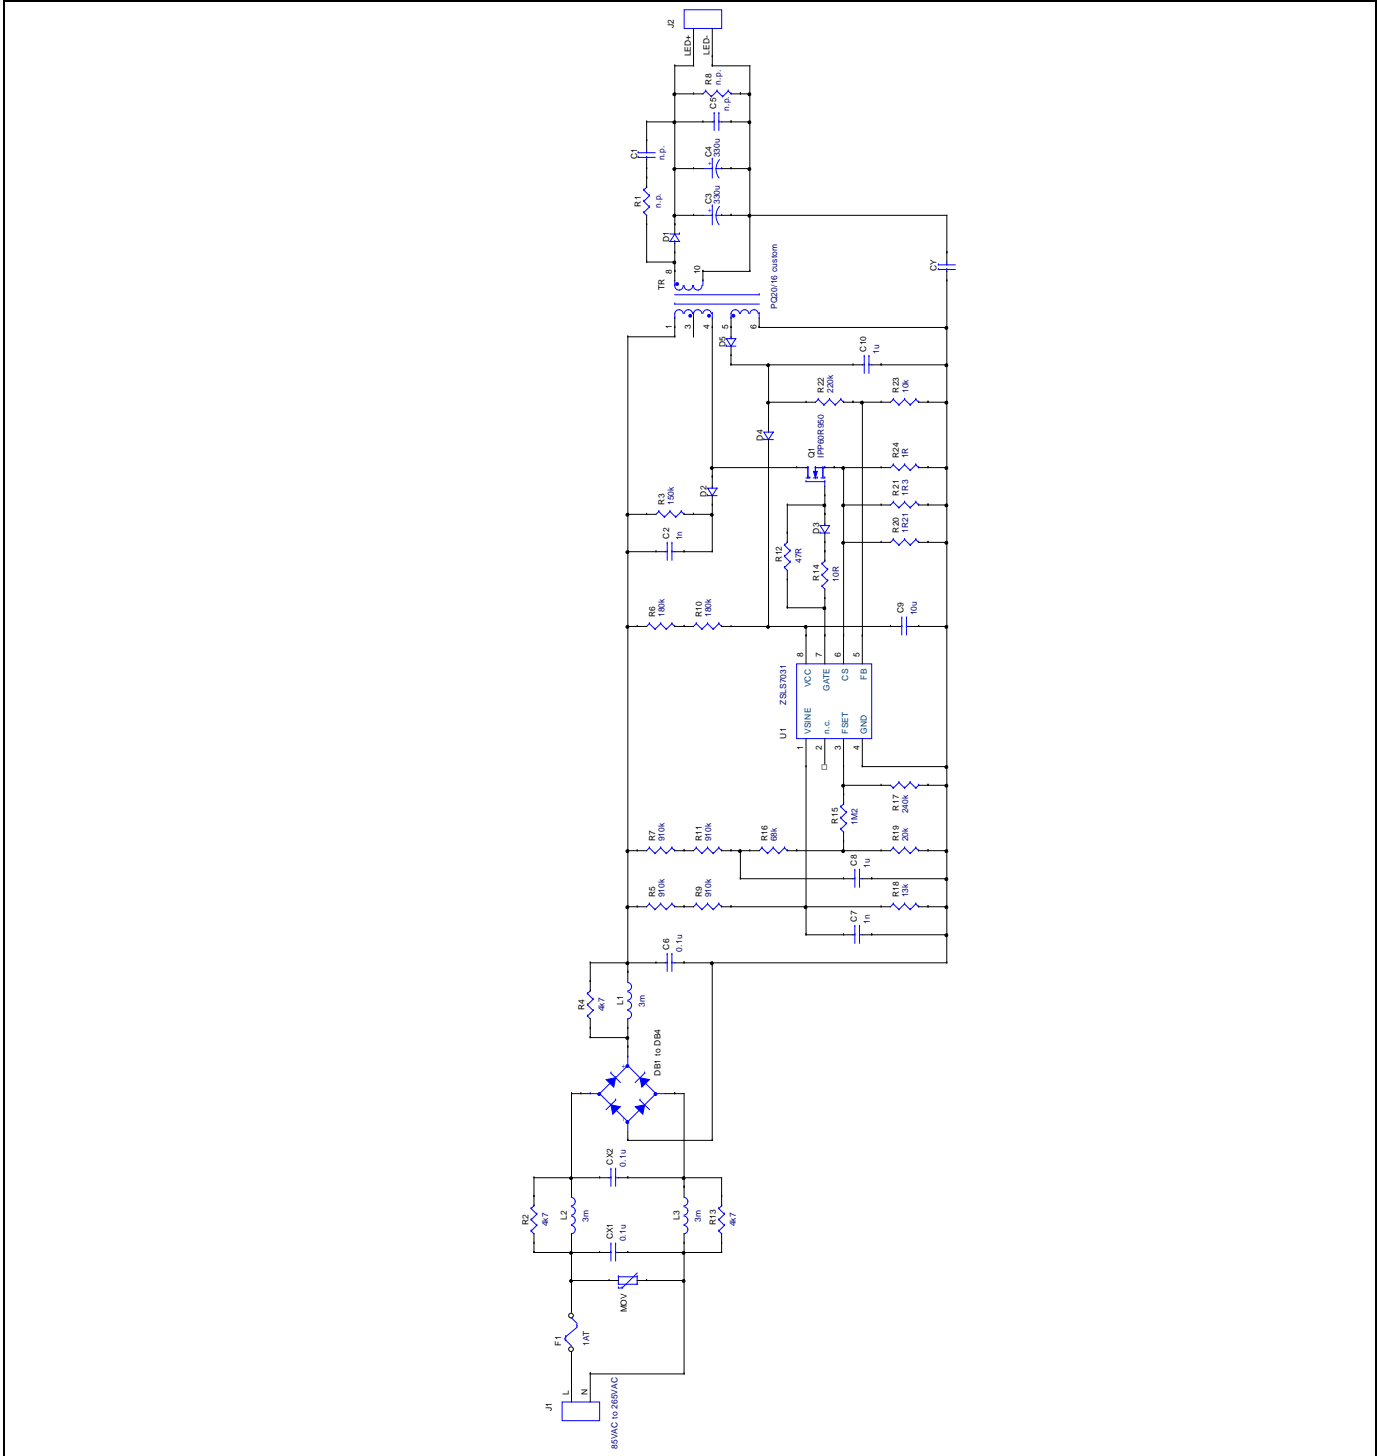 J1
85VAC to 265VAC
L
N
F1
1AT
MOV
R2
4k7
L2
3m
CX1
0.1u
CX2
0.1u
L3
3m
R13
4k7
DB1 to DB4
R4
4k7
L1
3m
C6
0.1u
R5
910k
R9
910k
C7
1n
R18
13k
R7
910k
R11
910k
R16
68k
C8
1u
R15
1M2
R19
20k
R17
240k
U1
ZSLS7031
1
2
3
4
VSINE
n.c.
FSET
GND
VCC
GATE
CS
FB
8
7
6
5
R6
180k
R10
180k
C9
10u
C2
1n
R3
150k
D2
R12
47R
R14
10R
D3
Q1
IPP60R950
D4
R20
1R21
R21
1R3
R24
1R
R22
220k
R23
10k
C10
1u
D5
1
3
4
5
6
TR
8
10
PQ20/16 custom
CY
D1
R1
n.p.
C1
n.p.
C3
330u
+
C4
330u
+
C5
n.p.
R8
n.p.
LED+
LED-
J2